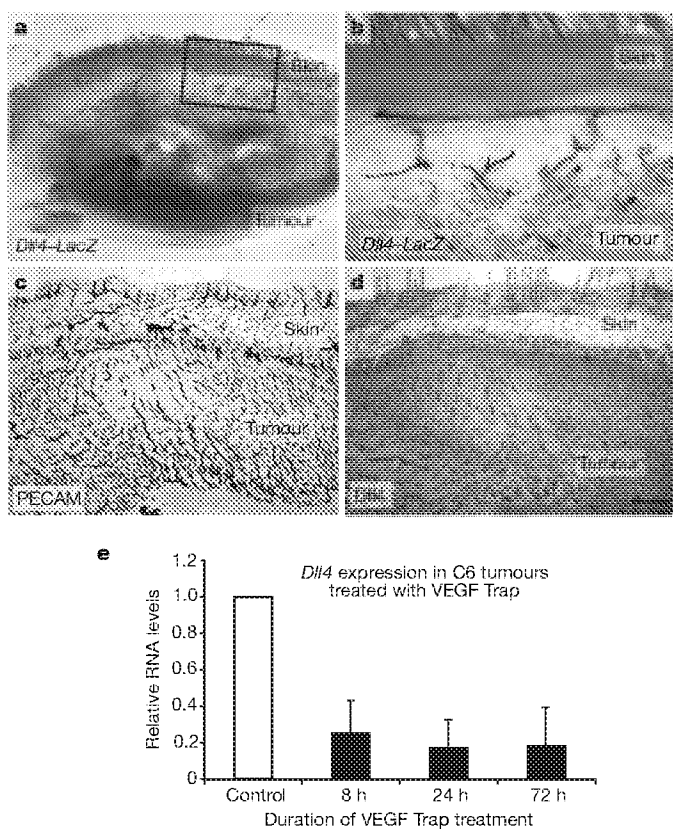 a
Skin
Tumour
Dll4-LacZ
b
Skin
Dll4-LacZ
Tumour
c
Skin
Tumour
PECAM
d
Skin
Tumour
e
Dll4 expression in C6 tumours
treated with VEGF Trap
Relative RNA levels
1.2
1.0
0.8
0.6
0.4
0.2
0
Control
8 h
24 h
72 h
Duration of VEGF Trap treatment